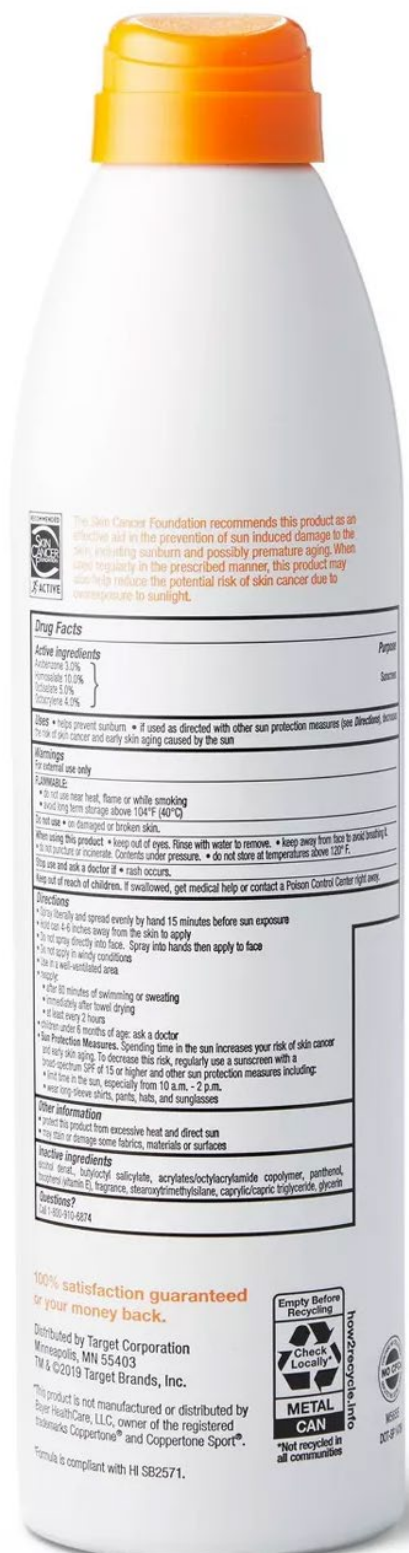 RECOMMENDED
SKIN
CANCER
FOUNDATION
ACTIVE
The Skin Cancer Foundation recommends this product as an
effective aid in the prevention of sun induced damage to the
skin, including sunburn and possibly premature aging. When
used regularly in the prescribed manner, this product may
also help reduce the potential risk of skin cancer due to
overexposure to sunlight.
Drug Facts
Active ingredients
Purpose
Avobenzone 3.0%
Homosalate 10.0%
Octisalate 5.0%
Octocrylene 4.0%
Sunscreen
Uses • helps prevent sunburn • if used as directed with other sun protection measures (see Directions), decreases
the risk of skin cancer and early skin aging caused by the sun
Warnings
For external use only
FLAMMABLE:
• do not use near heat, flame or while smoking
• avoid long term storage above 104°F (40°C)
Do not use • on damaged or broken skin.
When using this product • keep out of eyes. Rinse with water to remove. • keep away from face to avoid breathing it.
• do not puncture or incinerate. Contents under pressure. • do not store at temperatures above 120° F.
Stop use and ask a doctor if • rash occurs.
Keep out of reach of children. If swallowed, get medical help or contact a Poison Control Center right away.
Directions
• Spray liberally and spread evenly by hand 15 minutes before sun exposure
• Hold can 4-6 inches away from the skin to apply
• Do not spray directly into face. Spray into hands then apply to face
• Do not apply in windy conditions
• Use in a well-ventilated area
• reapply:
• after 80 minutes of swimming or sweating
• immediately after towel drying
• at least every 2 hours
• children under 6 months of age: ask a doctor
• Sun Protection Measures. Spending time in the sun increases your risk of skin cancer
and early skin aging. To decrease this risk, regularly use a sunscreen with a
broad-spectrum SPF of 15 or higher and other sun protection measures including:
• limit time in the sun, especially from 10 a.m. - 2 p.m.
• wear long-sleeve shirts, pants, hats, and sunglasses
Other information
• protect this product from excessive heat and direct sun
• may stain or damage some fabrics, materials or surfaces
Inactive ingredients
alcohol denat., butyloctyl salicylate, acrylates/octylacrylamide copolymer, panthenol,
tocopherol (vitamin E), fragrance, stearoxytrimethylsilane, caprylic/capric triglyceride, glycerin
Questions?
Call 1-800-910-6874
100% satisfaction guaranteed
or your money back.
Distributed by Target Corporation
Minneapolis, MN 55403
TM & ©2019 Target Brands, Inc.
*This product is not manufactured or distributed by
Bayer HealthCare, LLC, owner of the registered
trademarks Coppertone® and Coppertone Sport®.
Formula is compliant with HI SB2571.
Empty Before
Recycling
Check
Locally*
METAL
CAN
*Not recycled in
all communities
how2recycle.info
NO CFCs